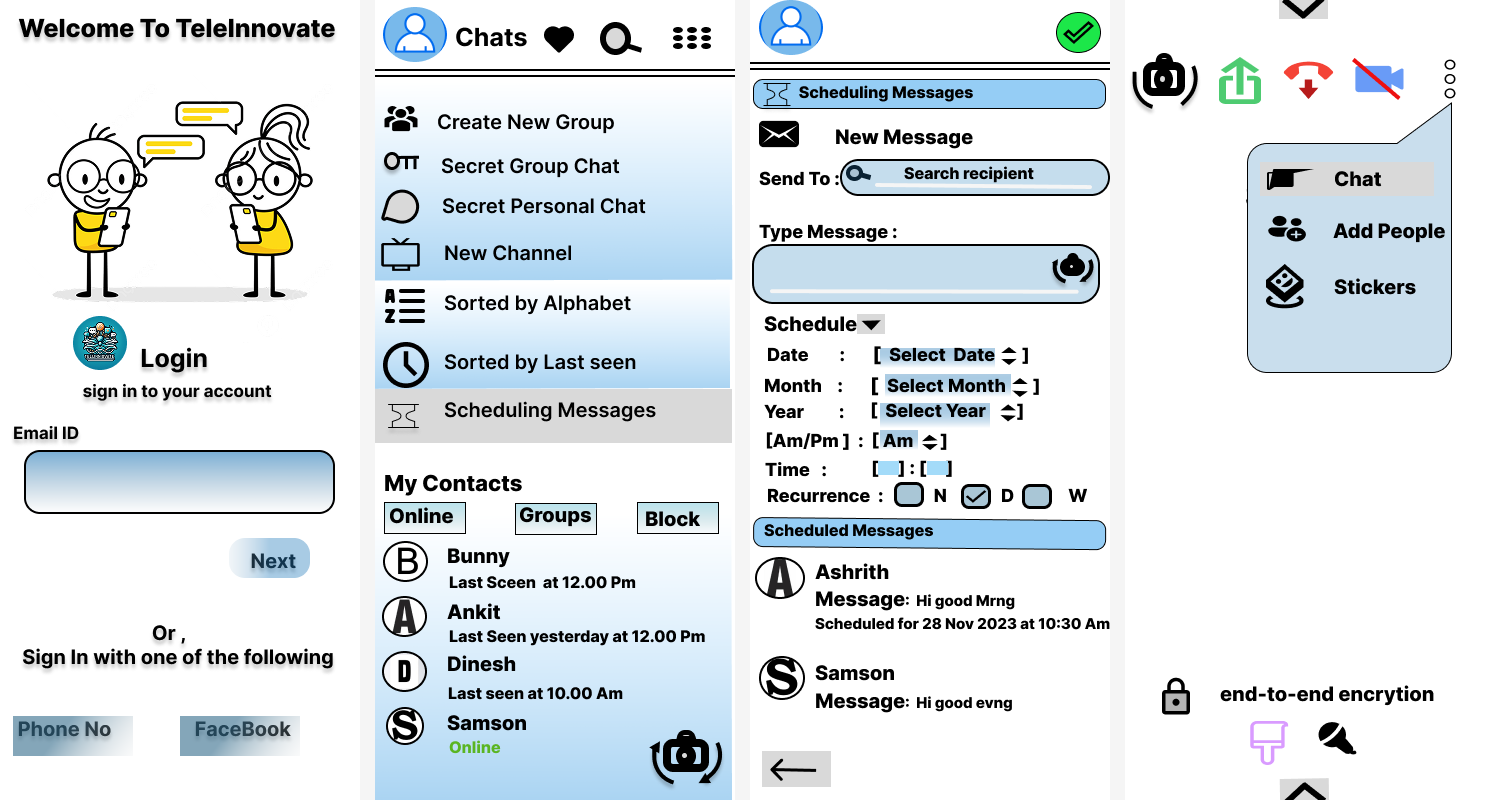 Welcome To TeleInnovate
TELEINNOVATE
Login
sign in to your account
Email ID
Next
Or ,
Sign In with one of the following
Phone No
FaceBook
Chats
Create New Group
Secret Group Chat
Secret Personal Chat
New Channel
A
Z
Sorted by Alphabet
Sorted by Last seen
Scheduling Messages
My Contacts
Online
Groups
Block
B
Bunny
Last Sceen at 12.00 Pm
A
Ankit
Last Seen yesterday at 12.00 Pm
D
Dinesh
Last seen at 10.00 Am
S
Samson
Online
Scheduling Messages
New Message
Send To :
Search recipient
Type Message :
Schedule
Date : [ Select Date ]
Month : [ Select Month ]
Year : [ Select Year ]
[Am/Pm ] : [ Am ]
Time : [ ] : [ ]
Recurrence : N D W
Scheduled Messages
A
Ashrith
Message: Hi good Mrng
Scheduled for 28 Nov 2023 at 10:30 Am
S
Samson
Message: Hi good evng
Chat
Add People
Stickers
end-to-end encrytion